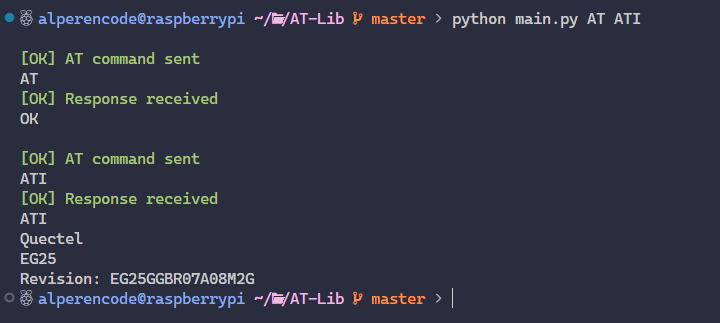 alperencode@raspberrypi ~/AT-Lib master > python main.py AT ATI
[OK] AT command sent
AT
[OK] Response received
OK
[OK] AT command sent
ATI
[OK] Response received
ATI
Quectel
EG25
Revision: EG25GGBR07A08M2G
alperencode@raspberrypi ~/AT-Lib master >